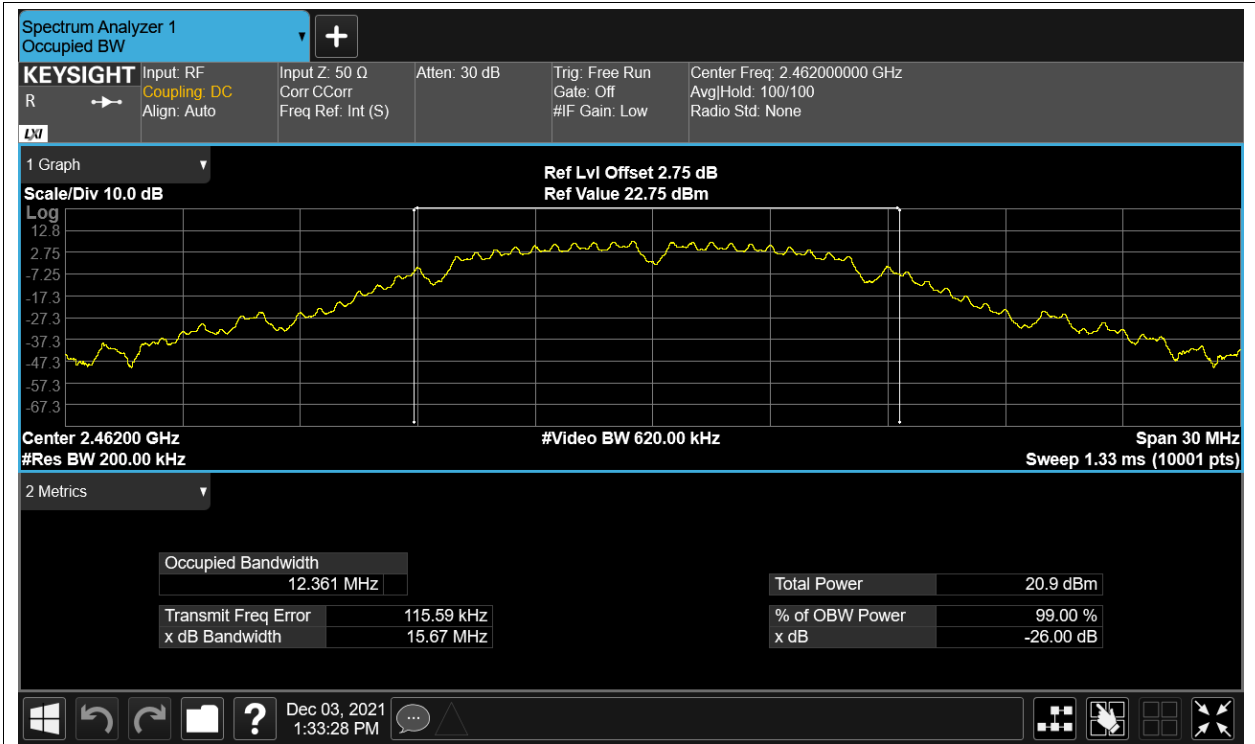 Spectrum Analyzer 1
Occupied BW
KEYSIGHT
R
LXI
Input: RF
Coupling: DC
Align: Auto
Input Z: 50 Ω
Corr CCorr
Freq Ref: Int (S)
Atten: 30 dB
Trig: Free Run
Gate: Off
#IF Gain: Low
Center Freq: 2.462000000 GHz
Avg|Hold: 100/100
Radio Std: None
1 Graph
Scale/Div 10.0 dB
Ref Lvl Offset 2.75 dB
Ref Value 22.75 dBm
Log
12.8
2.75
-7.25
-17.3
-27.3
-37.3
-47.3
-57.3
-67.3
Center 2.46200 GHz
#Video BW 620.00 kHz
Span 30 MHz
#Res BW 200.00 kHz
Sweep 1.33 ms (10001 pts)
2 Metrics
Occupied Bandwidth
12.361 MHz
Total Power 20.9 dBm
Transmit Freq Error 115.59 kHz
% of OBW Power 99.00 %
x dB Bandwidth 15.67 MHz
x dB -26.00 dB
?
Dec 03, 2021
1:33:28 PM